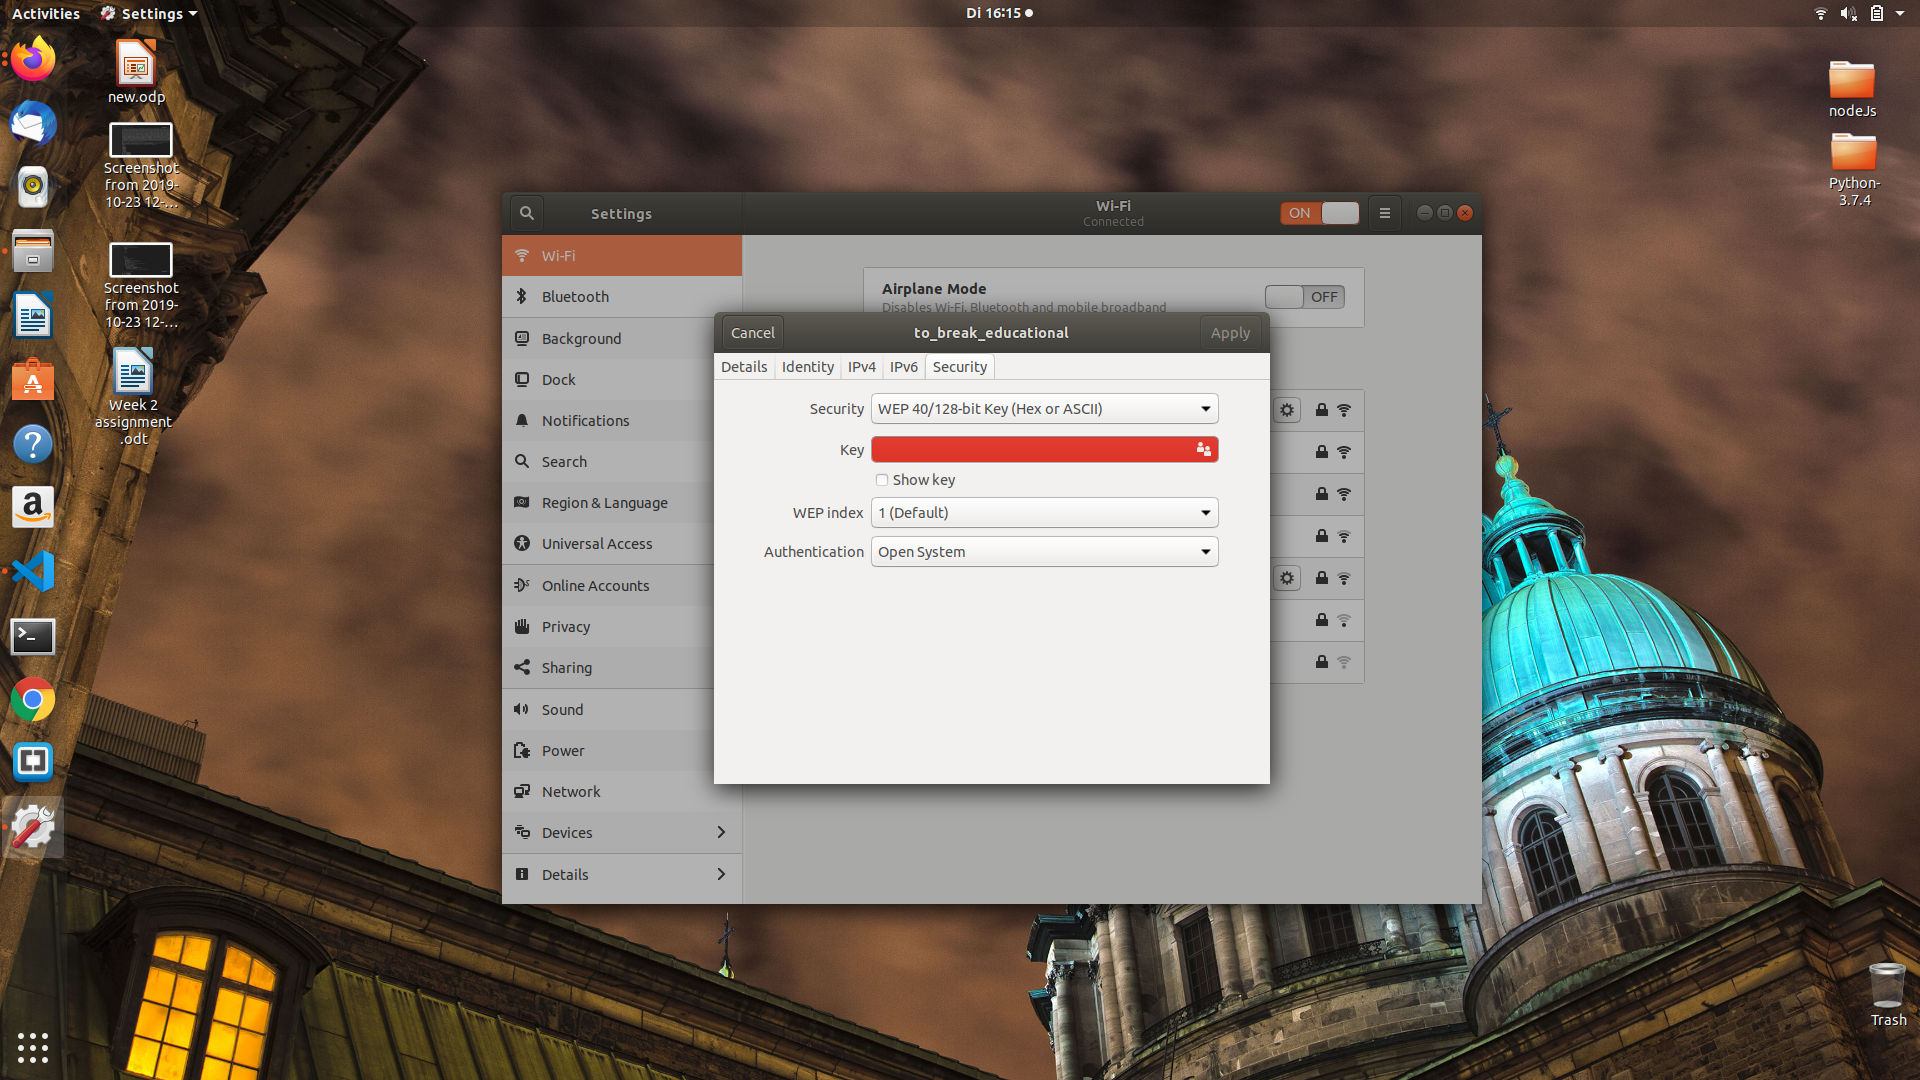 Activities
Settings
Di 16:15
new.odp
Screenshot
from 2019-
10-23 12-...
Screenshot
from 2019-
10-23 12-...
Week 2
assignment
.odt
nodeJs
Python-
3.7.4
Trash
Settings
Wi-Fi
Connected
ON
Wi-Fi
Bluetooth
Background
Dock
Notifications
Search
Region & Language
Universal Access
Online Accounts
Privacy
Sharing
Sound
Power
Network
Devices
Details
Airplane Mode
Disables Wi-Fi, Bluetooth and mobile broadband
OFF
Cancel
to_break_educational
Apply
Details
Identity
IPv4
IPv6
Security
Security
WEP 40/128-bit Key (Hex or ASCII)
Key
Show key
WEP index
1 (Default)
Authentication
Open System